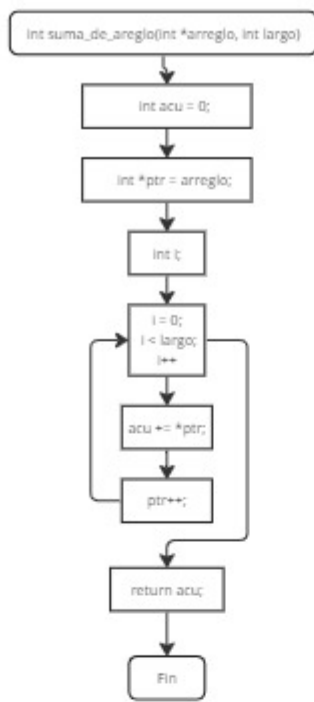 int suma_de_areglo(int *arreglo, int largo)
int acu = 0;
int *ptr = arreglo;
int i;
i = 0;
i < largo;
i++
acu += *ptr;
ptr++;
return acu;
Fin